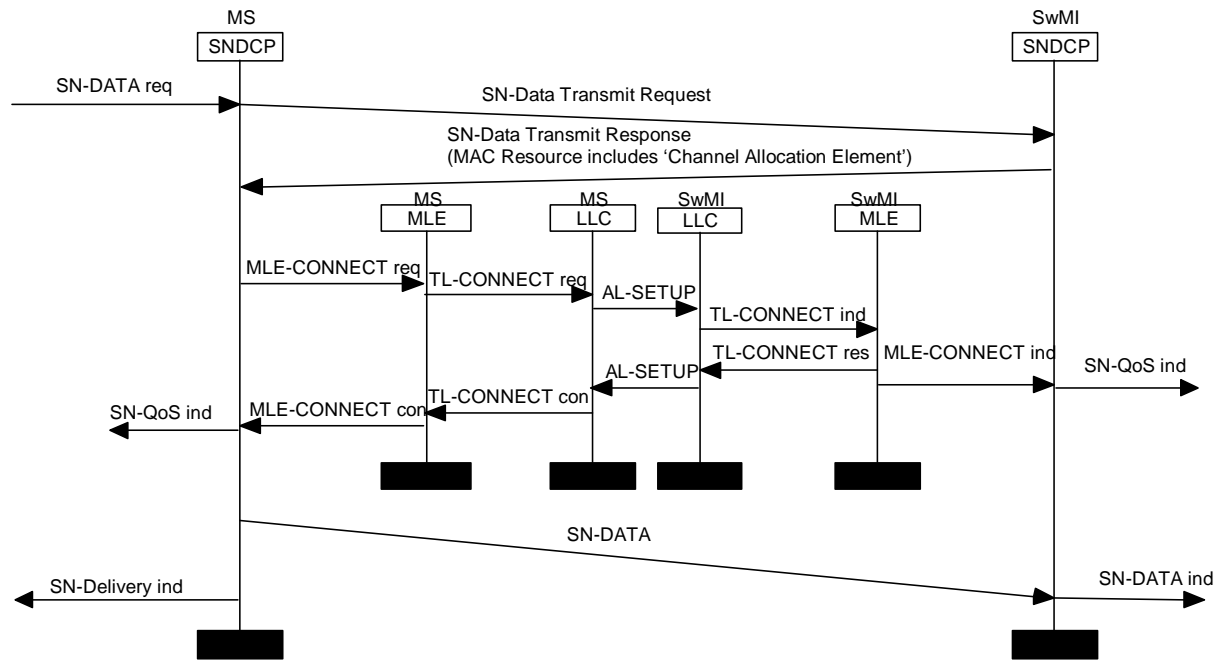 MS
SwMI
SNDCP
SNDCP
SN-DATA req
SN-Data Transmit Request
SN-Data Transmit Response
(MAC Resource includes ‘Channel Allocation Element’)
MS
MS
SwMI
SwMI
MLE
LLC
LLC
MLE
MLE-CONNECT req
TL-CONNECT req
AL-SETUP
TL-CONNECT ind
TL-CONNECT res
MLE-CONNECT ind
SN-QoS ind
AL-SETUP
TL-CONNECT con
MLE-CONNECT con
SN-QoS ind
SN-DATA
SN-Delivery ind
SN-DATA ind